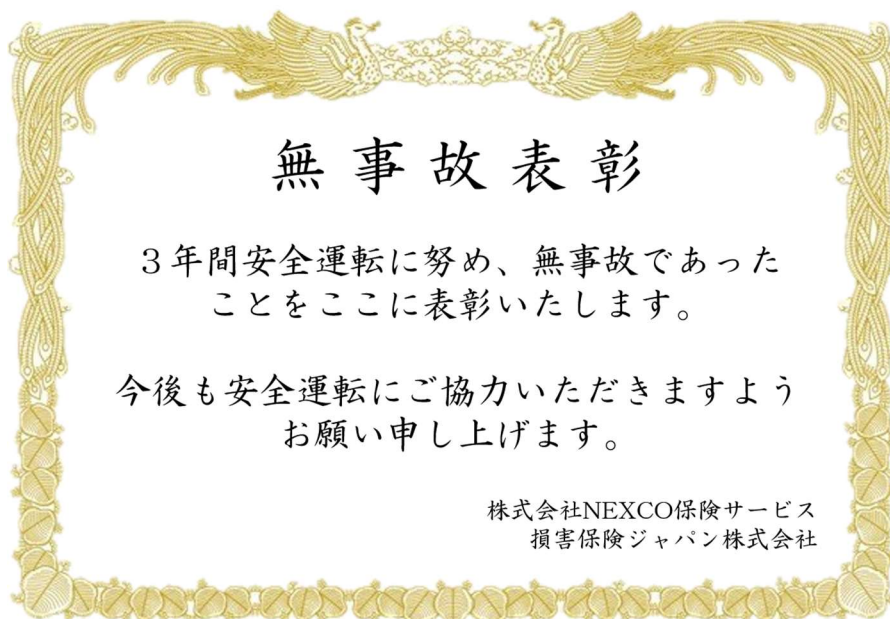 無事故表彰
３年間安全運転に努め、無事故であった
ことをここに表彰いたします。
今後も安全運転にご協力いただきますよう
お願い申し上げます。
株式会社NEXCO保険サービス
損害保険ジャパン株式会社